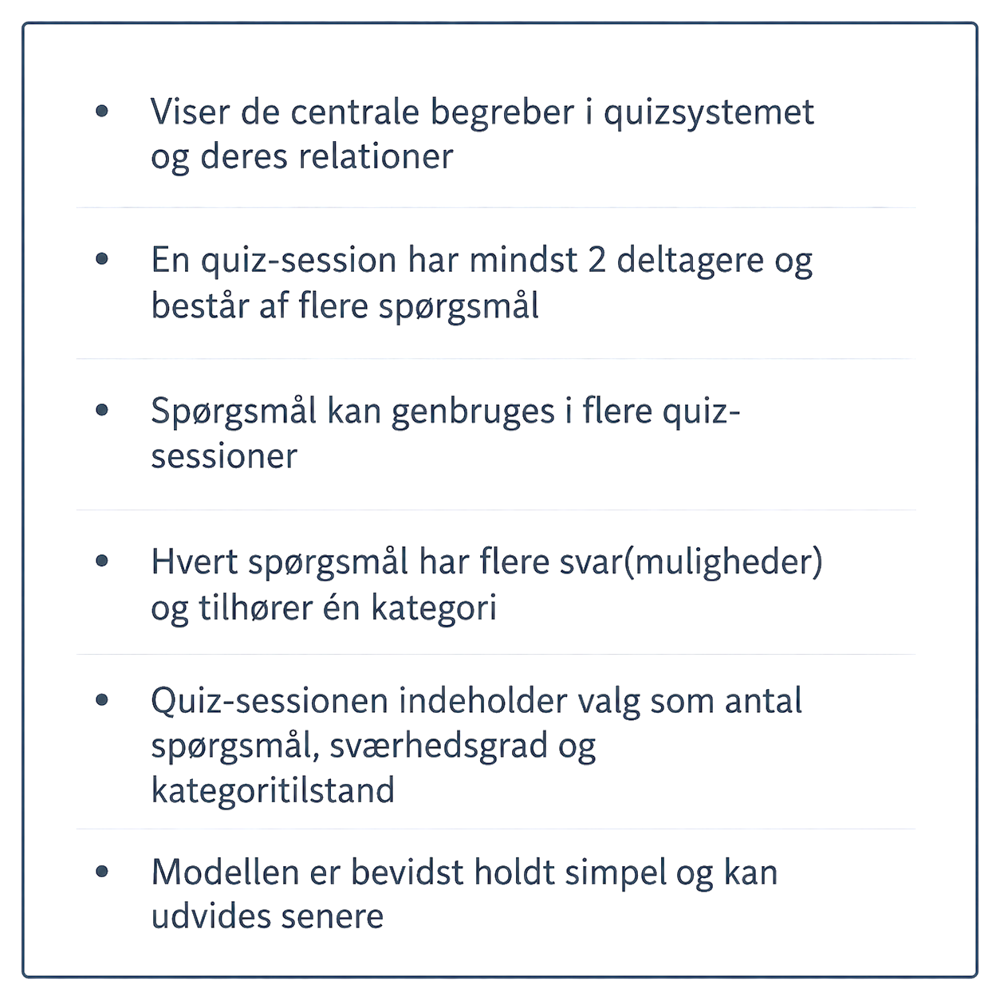 • Viser de centrale begreber i quizsystemet
og deres relationer
• En quiz-session har mindst 2 deltagere og
består af flere spørgsmål
• Spørgsmål kan genbruges i flere quiz-
sessioner
• Hvert spørgsmål har flere svar(muligheder)
og tilhører én kategori
• Quiz-sessionen indeholder valg som antal
spørgsmål, sværhedsgrad og
kategoritilstand
• Modellen er bevidst holdt simpel og kan
udvides senere